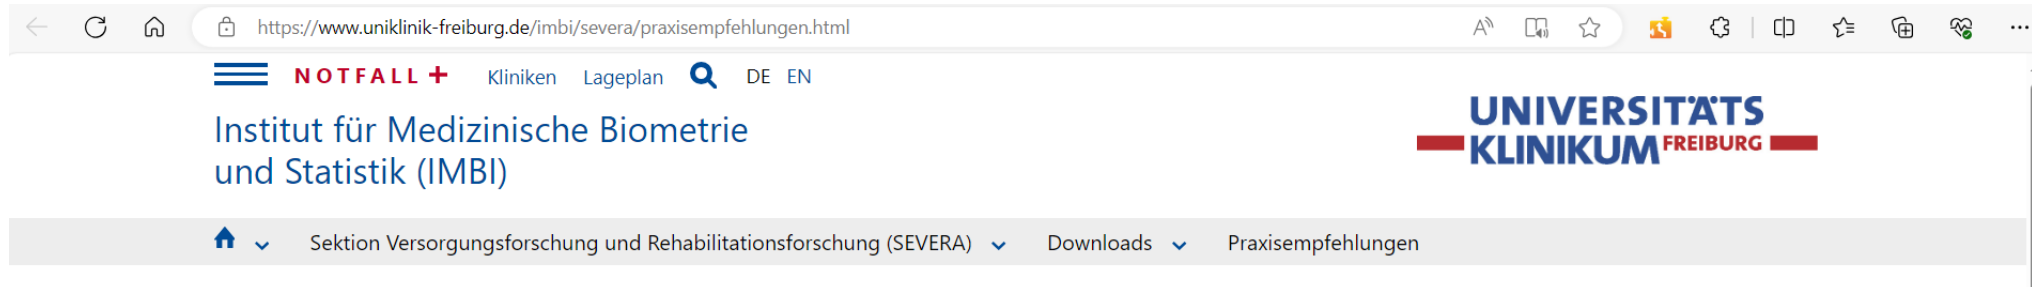 https://www.uniklinik-freiburg.de/imbi/severa/praxisempfehlungen.html
NOTFALL + Kliniken Lageplan DE EN
Institut für Medizinische Biometrie
und Statistik (IMBI)
UNIVERSITÄTS
KLINIKUM FREIBURG
Sektion Versorgungsforschung und Rehabilitationsforschung (SEVERA) Downloads Praxisempfehlungen